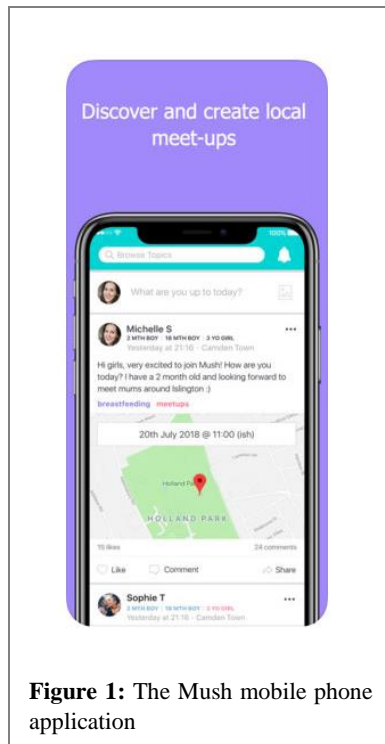 Discover and create local
meet-ups
100%
Browse Topics
What are you up to today?
Michelle S
2 MTH BOY | 18 MTH BOY | 3 YO GIRL
Yesterday at 21:16 - Camden Town
Hi girls, very excited to join Mush! How are you
today? I have a 2 month old and looking forward to
meet mums around Islington :)
breastfeeding meetups
20th July 2018 @ 11:00 (ish)
Holland Park
HOLLAND PARK
15 likes 24 comments
Like Comment Share
Sophie T
2 MTH BOY | 18 MTH BOY | 3 YO GIRL
Yesterday at 21:16 - Camden Town
Figure 1: The Mush mobile phone
application